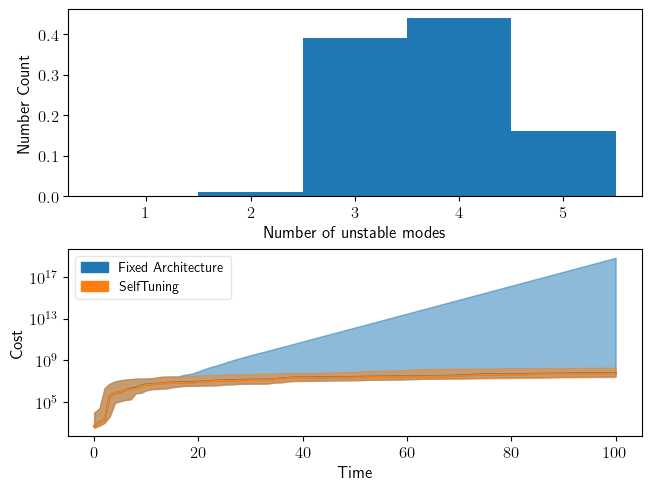 0.4
0.3
0.2
0.1
0.0
Number Count
1 2 3 4 5
Number of unstable modes
Fixed Architecture
SelfTuning
10^17
10^13
10^9
10^5
Cost
0 20 40 60 80 100
Time